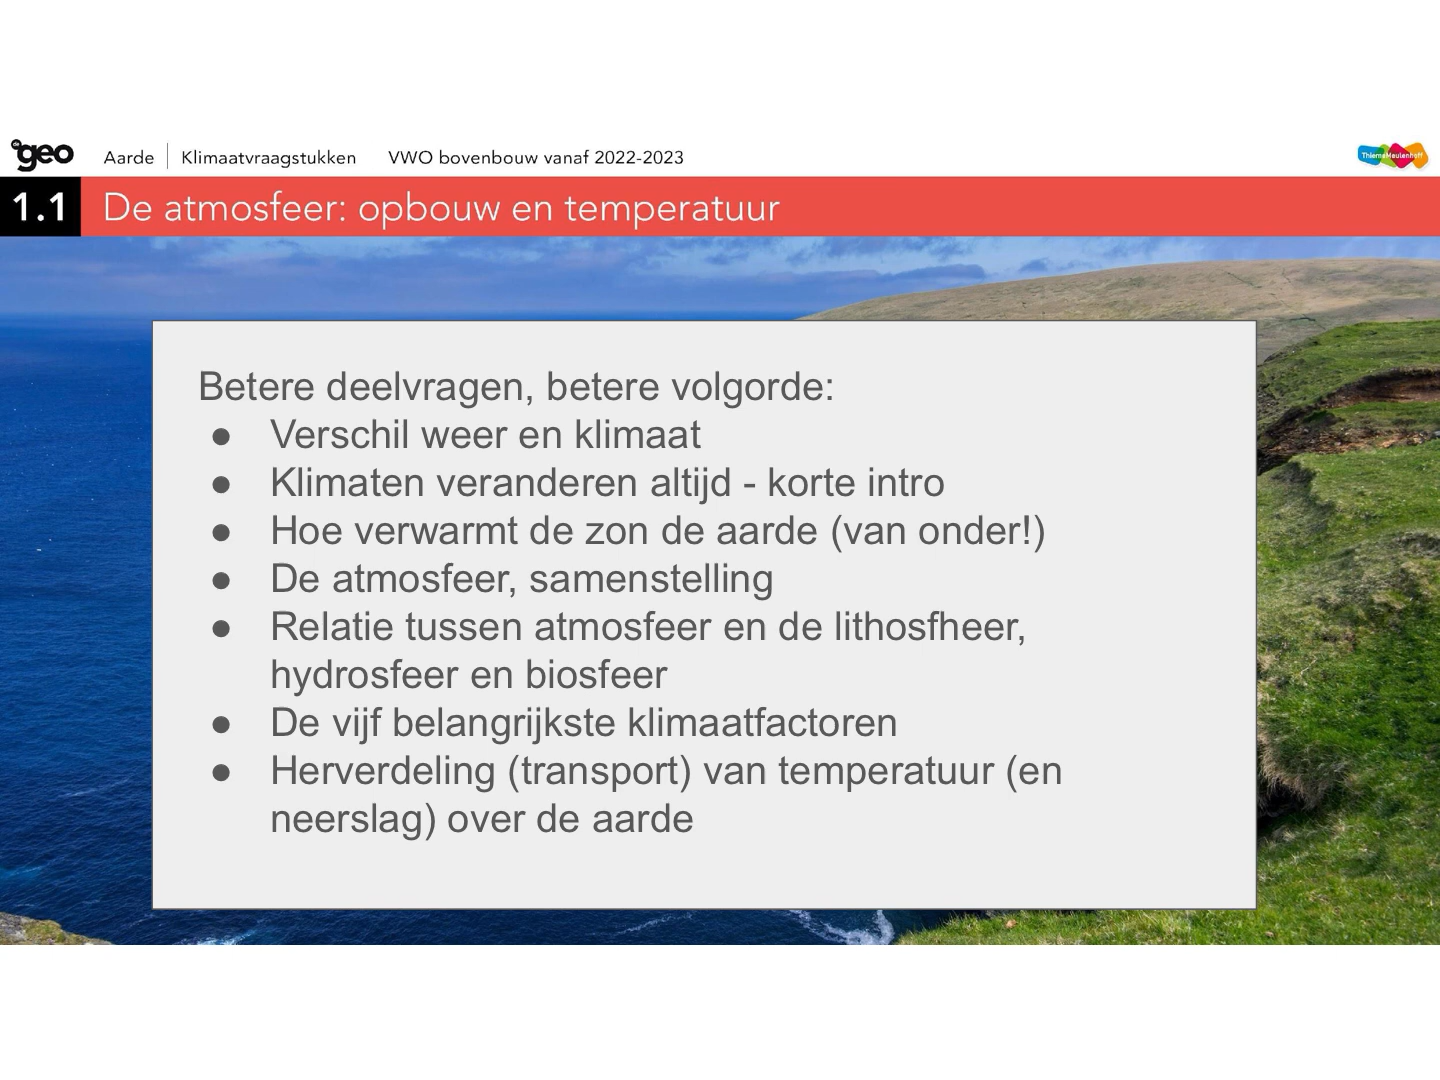 de geo Aarde | Klimaatvraagstukken VWO bovenbouw vanaf 2022-2023 ThiemeMeulenhoff
1.1 De atmosfeer: opbouw en temperatuur
Betere deelvragen, betere volgorde:
● Verschil weer en klimaat
● Klimaten veranderen altijd - korte intro
● Hoe verwarmt de zon de aarde (van onder!)
● De atmosfeer, samenstelling
● Relatie tussen atmosfeer en de lithosfheer,
hydrosfeer en biosfeer
● De vijf belangrijkste klimaatfactoren
● Herverdeling (transport) van temperatuur (en
neerslag) over de aarde